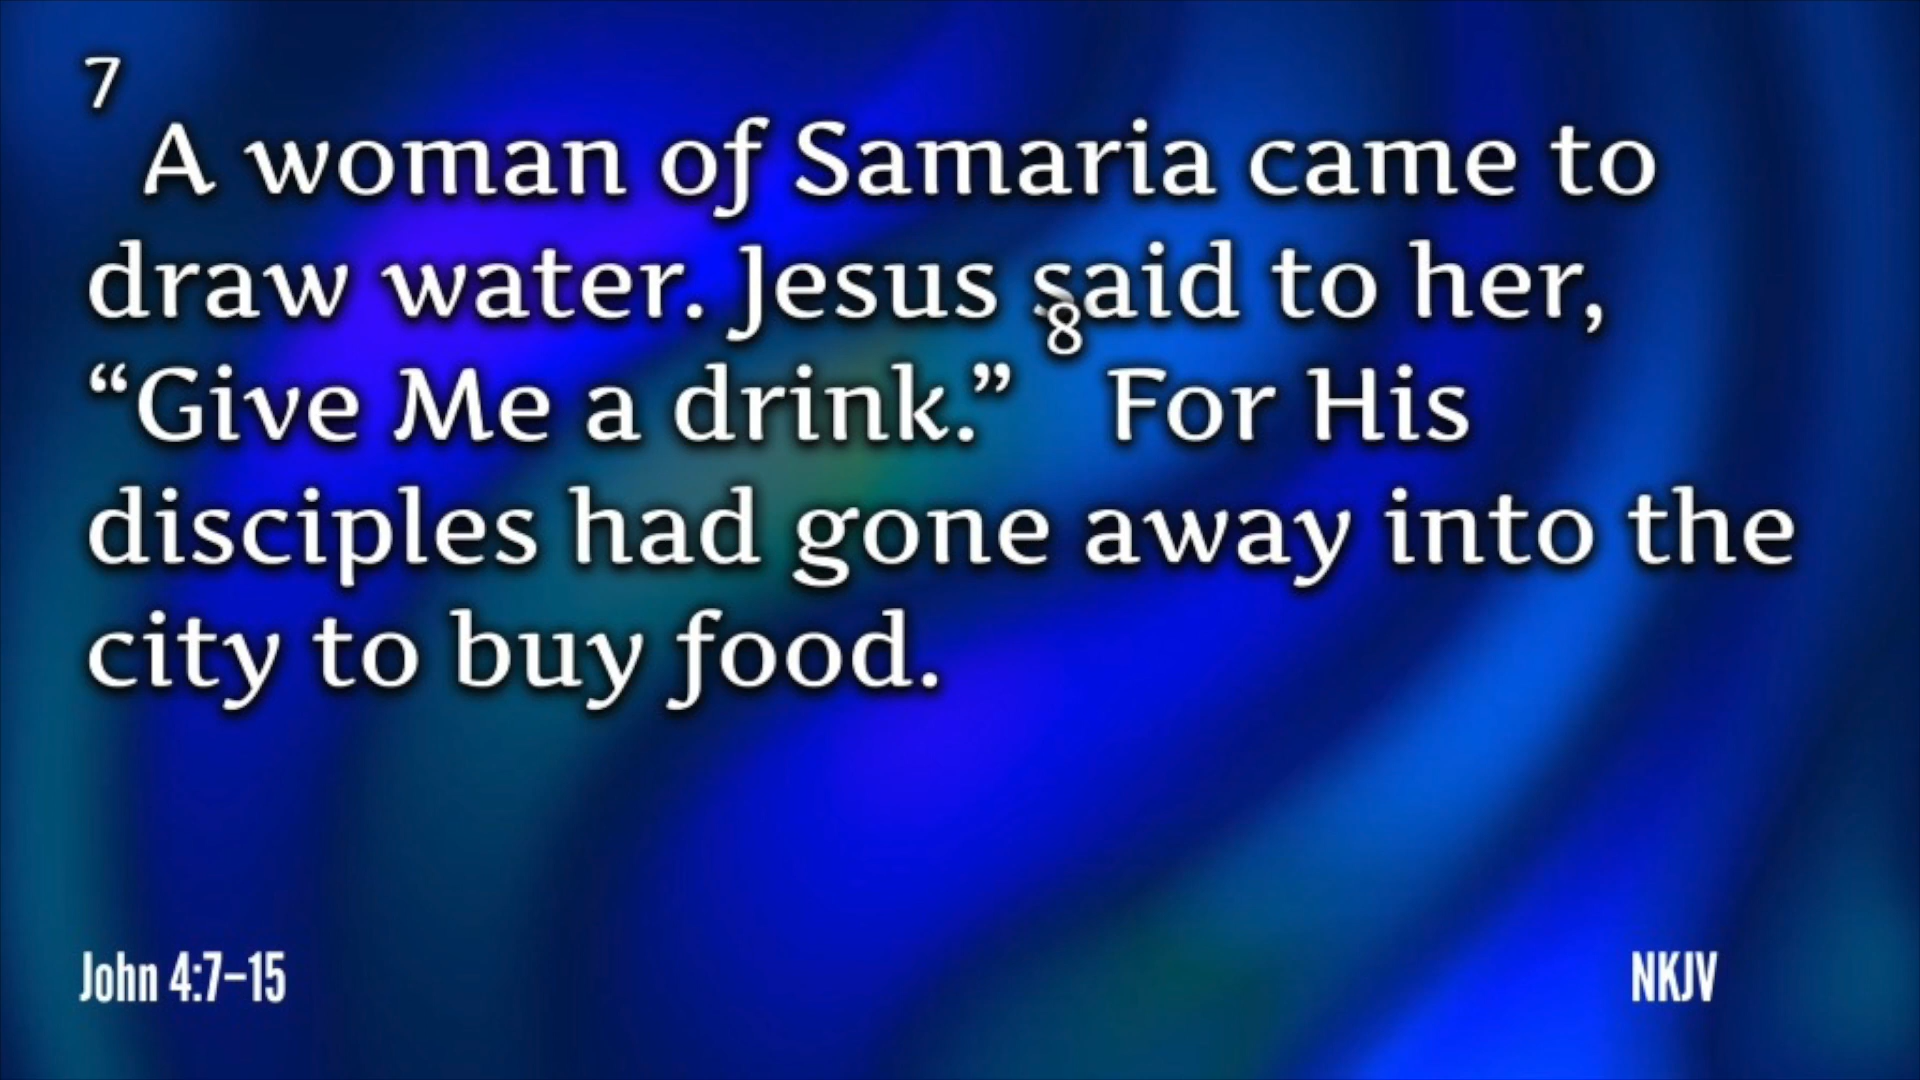 7
A woman of Samaria came to
draw water. Jesus said to her,
“Give Me a drink.” 8 For His
disciples had gone away into the
city to buy food.
John 4:7–15
NKJV